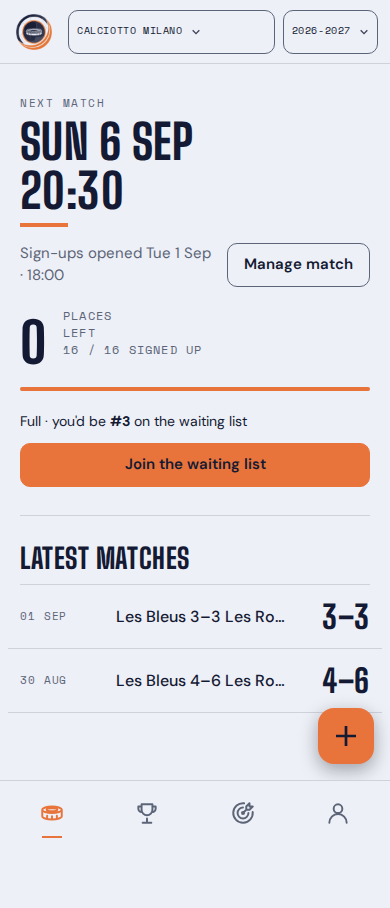 CALCIOTTO MILANO
2026-2027
NEXT MATCH
SUN 6 SEP
20:30
Sign-ups opened Tue 1 Sep
· 18:00
Manage match
0
PLACES
LEFT
16 / 16 SIGNED UP
Full · you'd be #3 on the waiting list
Join the waiting list
LATEST MATCHES
01 SEP
Les Bleus 3–3 Les Ro…
3–3
30 AUG
Les Bleus 4–6 Les Ro…
4–6